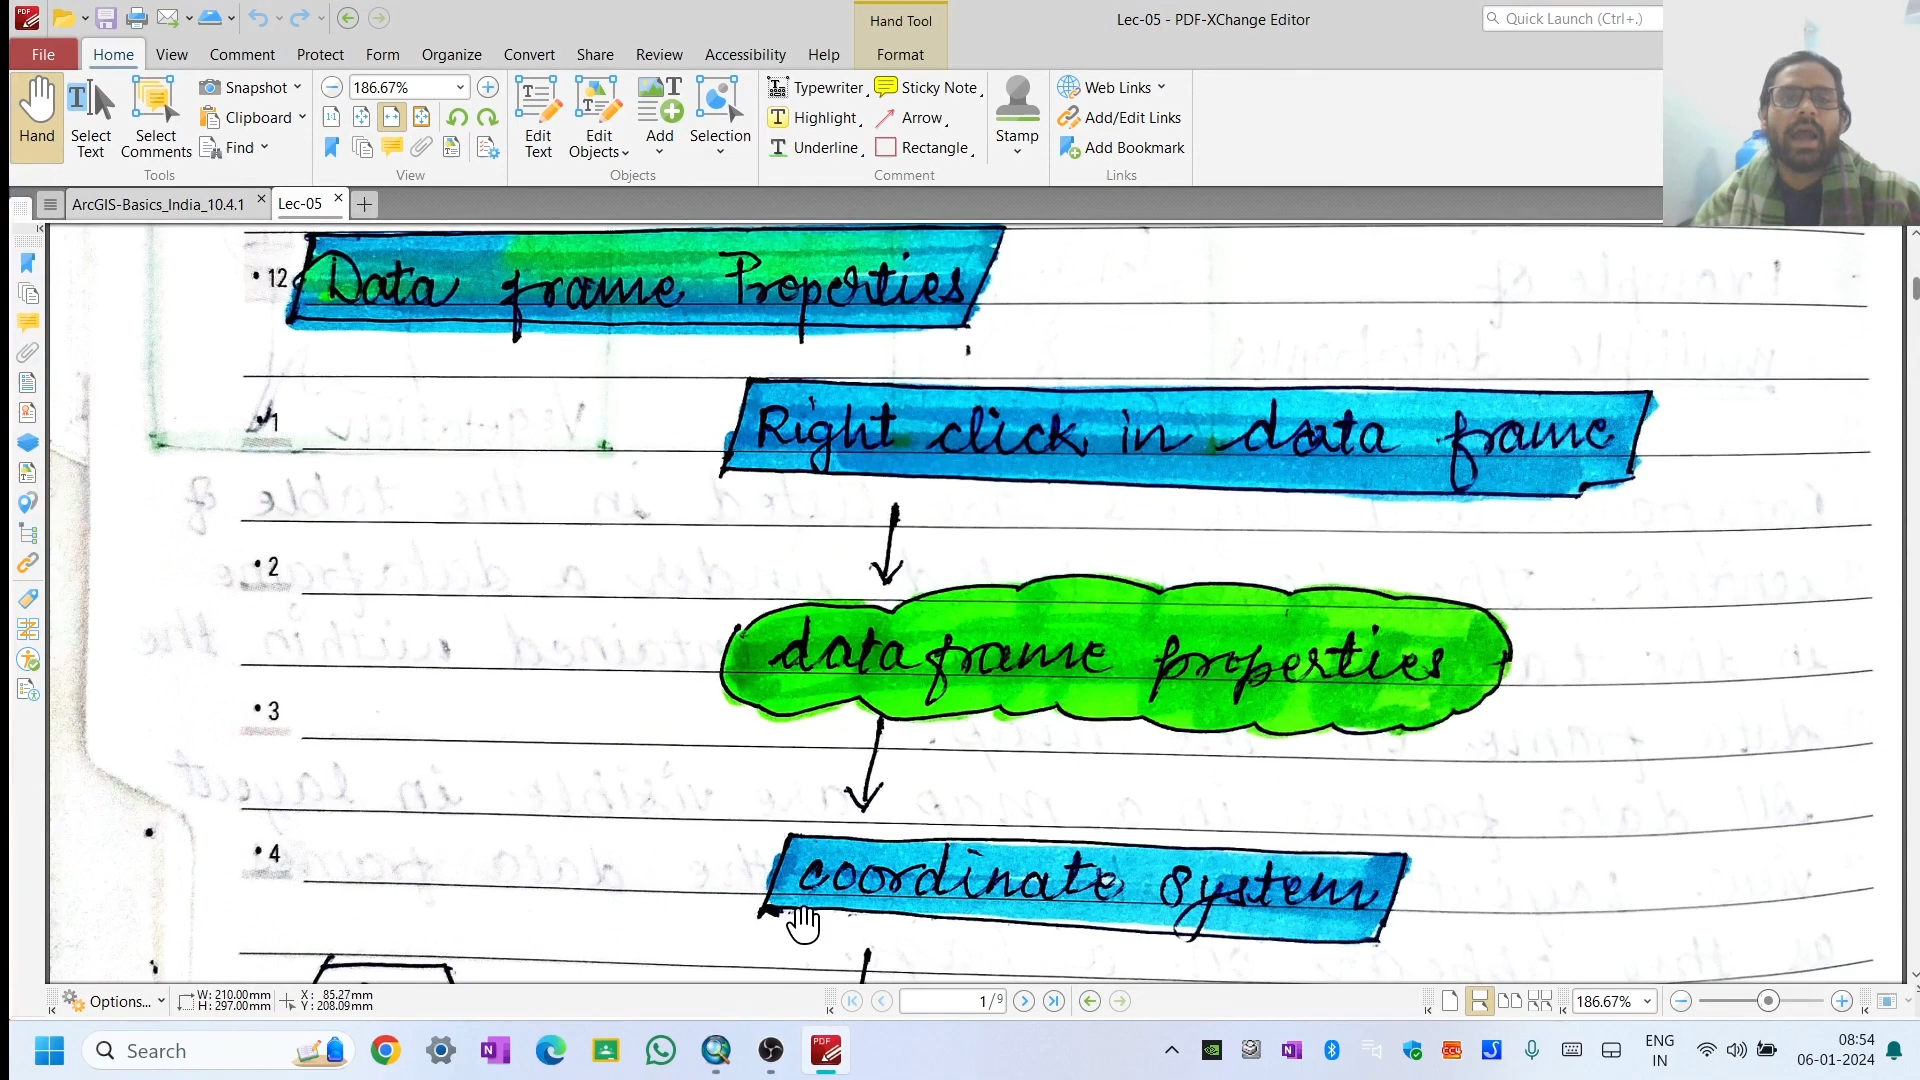 Hand Tool
Lec-05 - PDF-XChange Editor
Quick Launch (Ctrl+.)
File Home View Comment Protect Form Organize Convert Share Review Accessibility Help Format
Hand
Select Text
Select Comments
Snapshot
Clipboard
Find
Tools
186.67%
View
Edit Text
Edit Objects
Add
Selection
Objects
Typewriter
Highlight
Underline
Sticky Note
Arrow
Rectangle
Stamp
Comment
Web Links
Add/Edit Links
Add Bookmark
Links
ArcGIS-Basics_India_10.4.1
Lec-05
• 12
Data frame Properties
• 1
Right click in data frame
• 2
data frame properties
• 3
• 4
coordinate system
Options...
W: 210.00mm
H: 297.00mm
X: 85.27mm
Y: 208.09mm
1 / 9
186.67%
Search
ENG
IN
08:54
06-01-2024